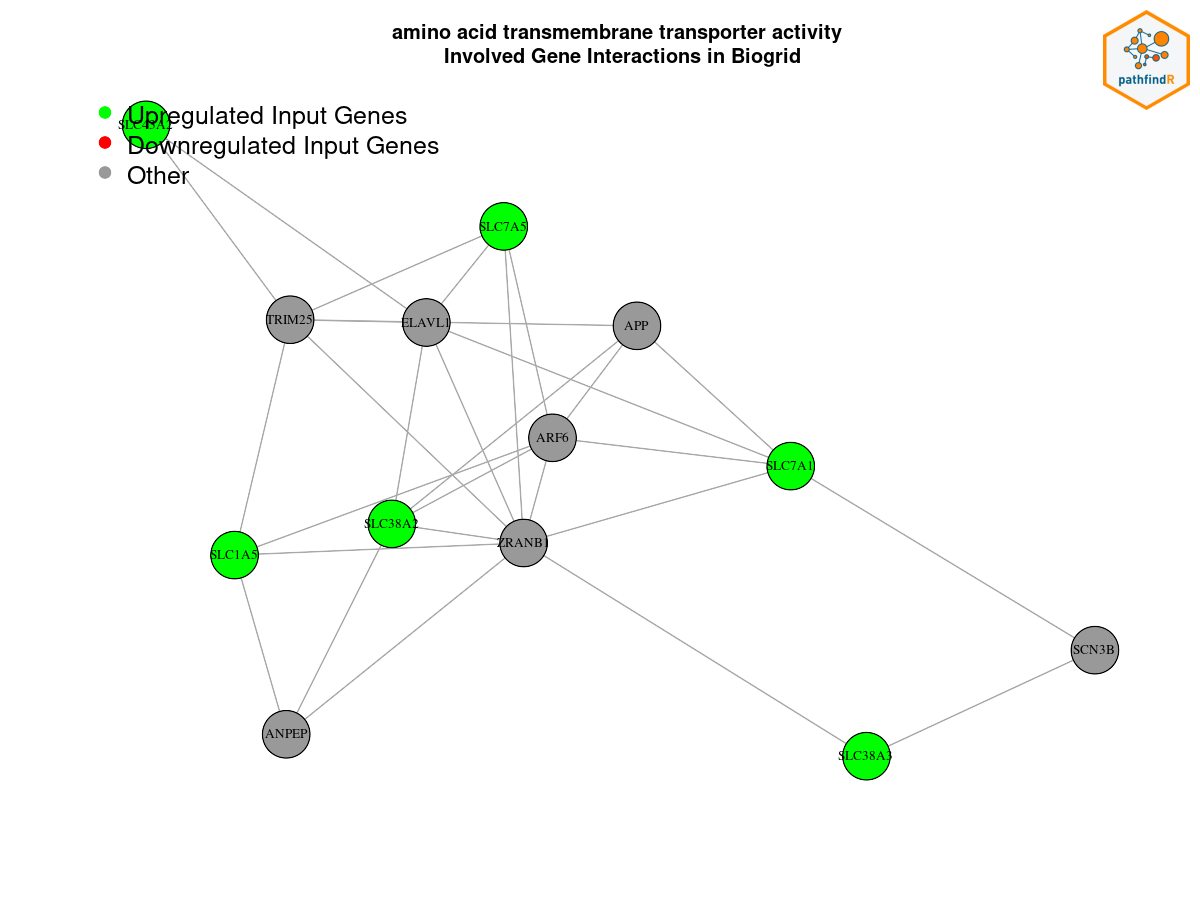 amino acid transmembrane transporter activity
Involved Gene Interactions in Biogrid
pathfindR
Upregulated Input Genes
Downregulated Input Genes
Other
SLC7A5
TRIM25
ELAVL1
APP
ARF6
SLC7A1
SLC38A2
ZRANB1
SLC1A5
SCN3B
ANPEP
SLC38A3